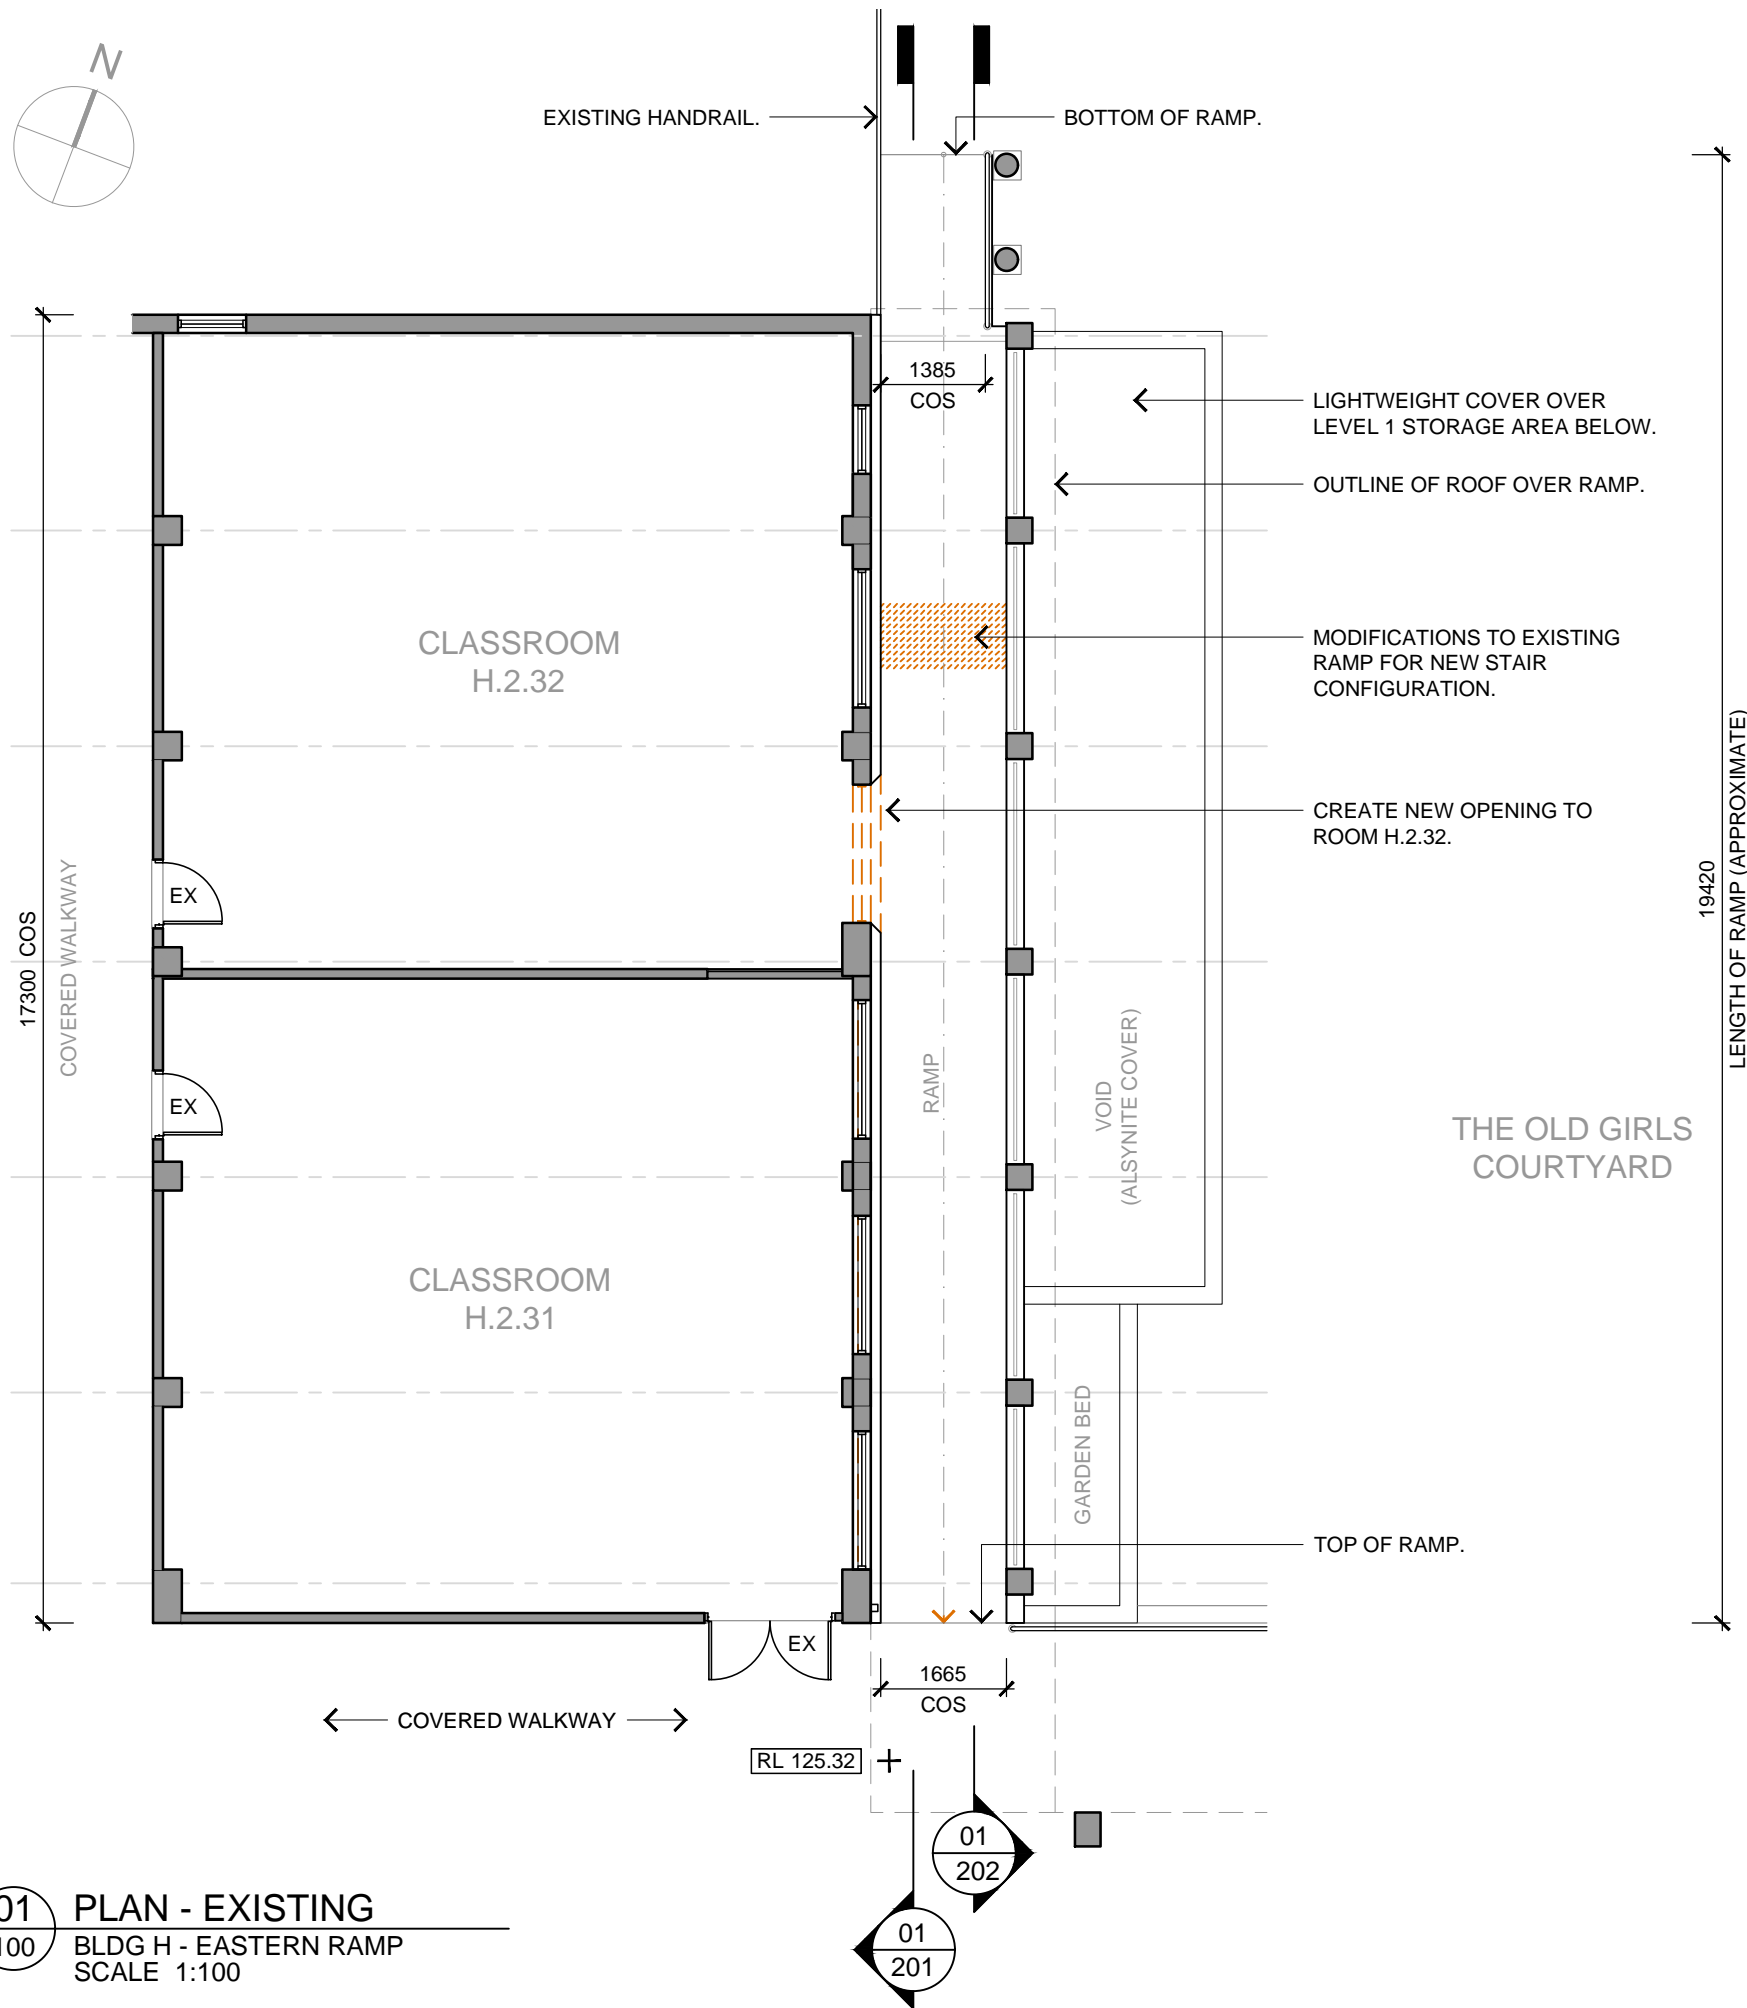 N
EXISTING HANDRAIL.
BOTTOM OF RAMP.
1385
COS
LIGHTWEIGHT COVER OVER
LEVEL 1 STORAGE AREA BELOW.
OUTLINE OF ROOF OVER RAMP.
CLASSROOM
H.2.32
MODIFICATIONS TO EXISTING
RAMP FOR NEW STAIR
CONFIGURATION.
CREATE NEW OPENING TO
ROOM H.2.32.
EX
17300 COS
COVERED WALKWAY
19420
LENGTH OF RAMP (APPROXIMATE)
EX
RAMP
VOID
(ALSYNITE COVER)
THE OLD GIRLS
COURTYARD
CLASSROOM
H.2.31
GARDEN BED
TOP OF RAMP.
EX
1665
COS
COVERED WALKWAY
RL 125.32
01
202
01
201
01
100
PLAN - EXISTING
BLDG H - EASTERN RAMP
SCALE 1:100